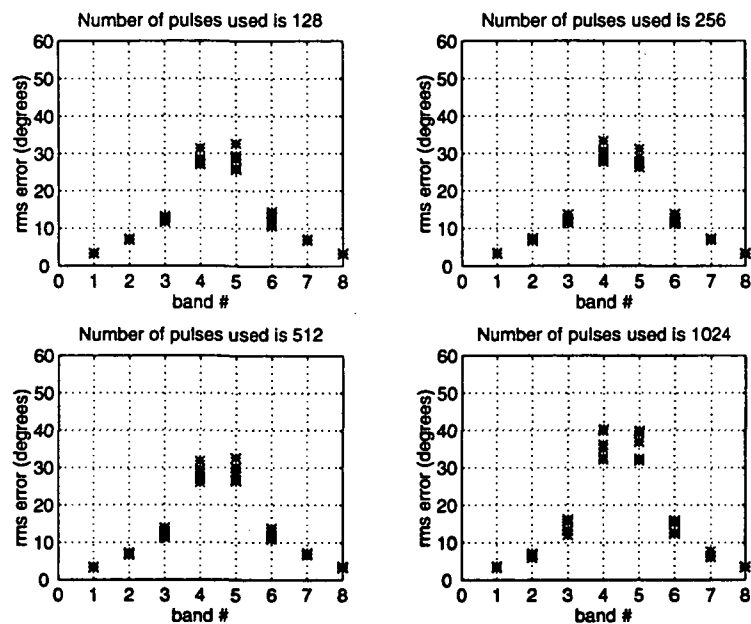 Number of pulses used is 128
60
50
40
30
20
10
0
rms error (degrees)
0 1 2 3 4 5 6 7 8
band #
Number of pulses used is 256
60
50
40
30
20
10
0
rms error (degrees)
0 1 2 3 4 5 6 7 8
band #
Number of pulses used is 512
60
50
40
30
20
10
0
rms error (degrees)
0 1 2 3 4 5 6 7 8
band #
Number of pulses used is 1024
60
50
40
30
20
10
0
rms error (degrees)
0 1 2 3 4 5 6 7 8
band #